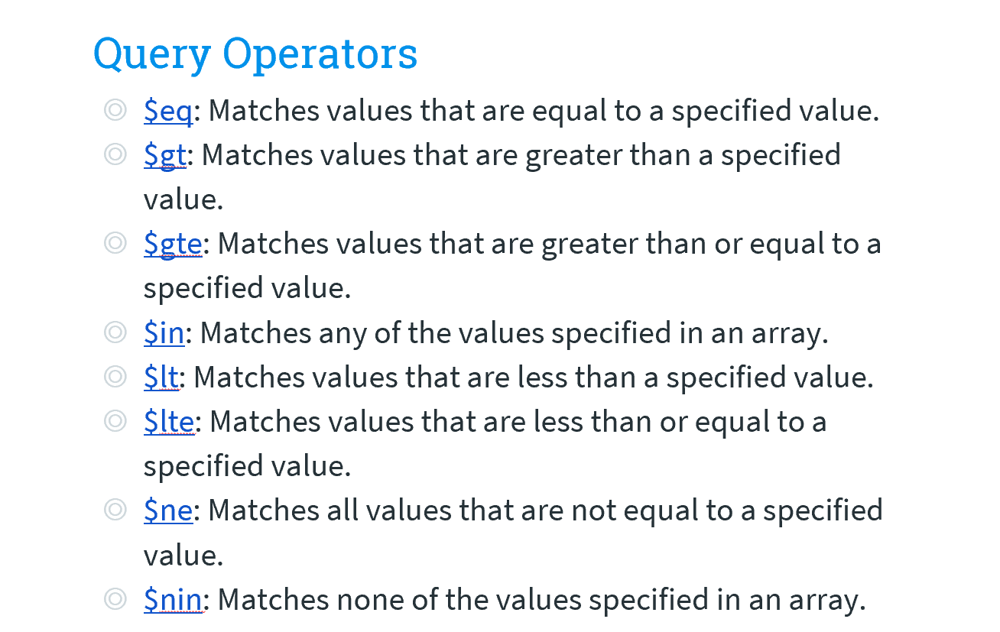 Query Operators
$eq: Matches values that are equal to a specified value.
$gt: Matches values that are greater than a specified
value.
$gte: Matches values that are greater than or equal to a
specified value.
$in: Matches any of the values specified in an array.
$lt: Matches values that are less than a specified value.
$lte: Matches values that are less than or equal to a
specified value.
$ne: Matches all values that are not equal to a specified
value.
$nin: Matches none of the values specified in an array.